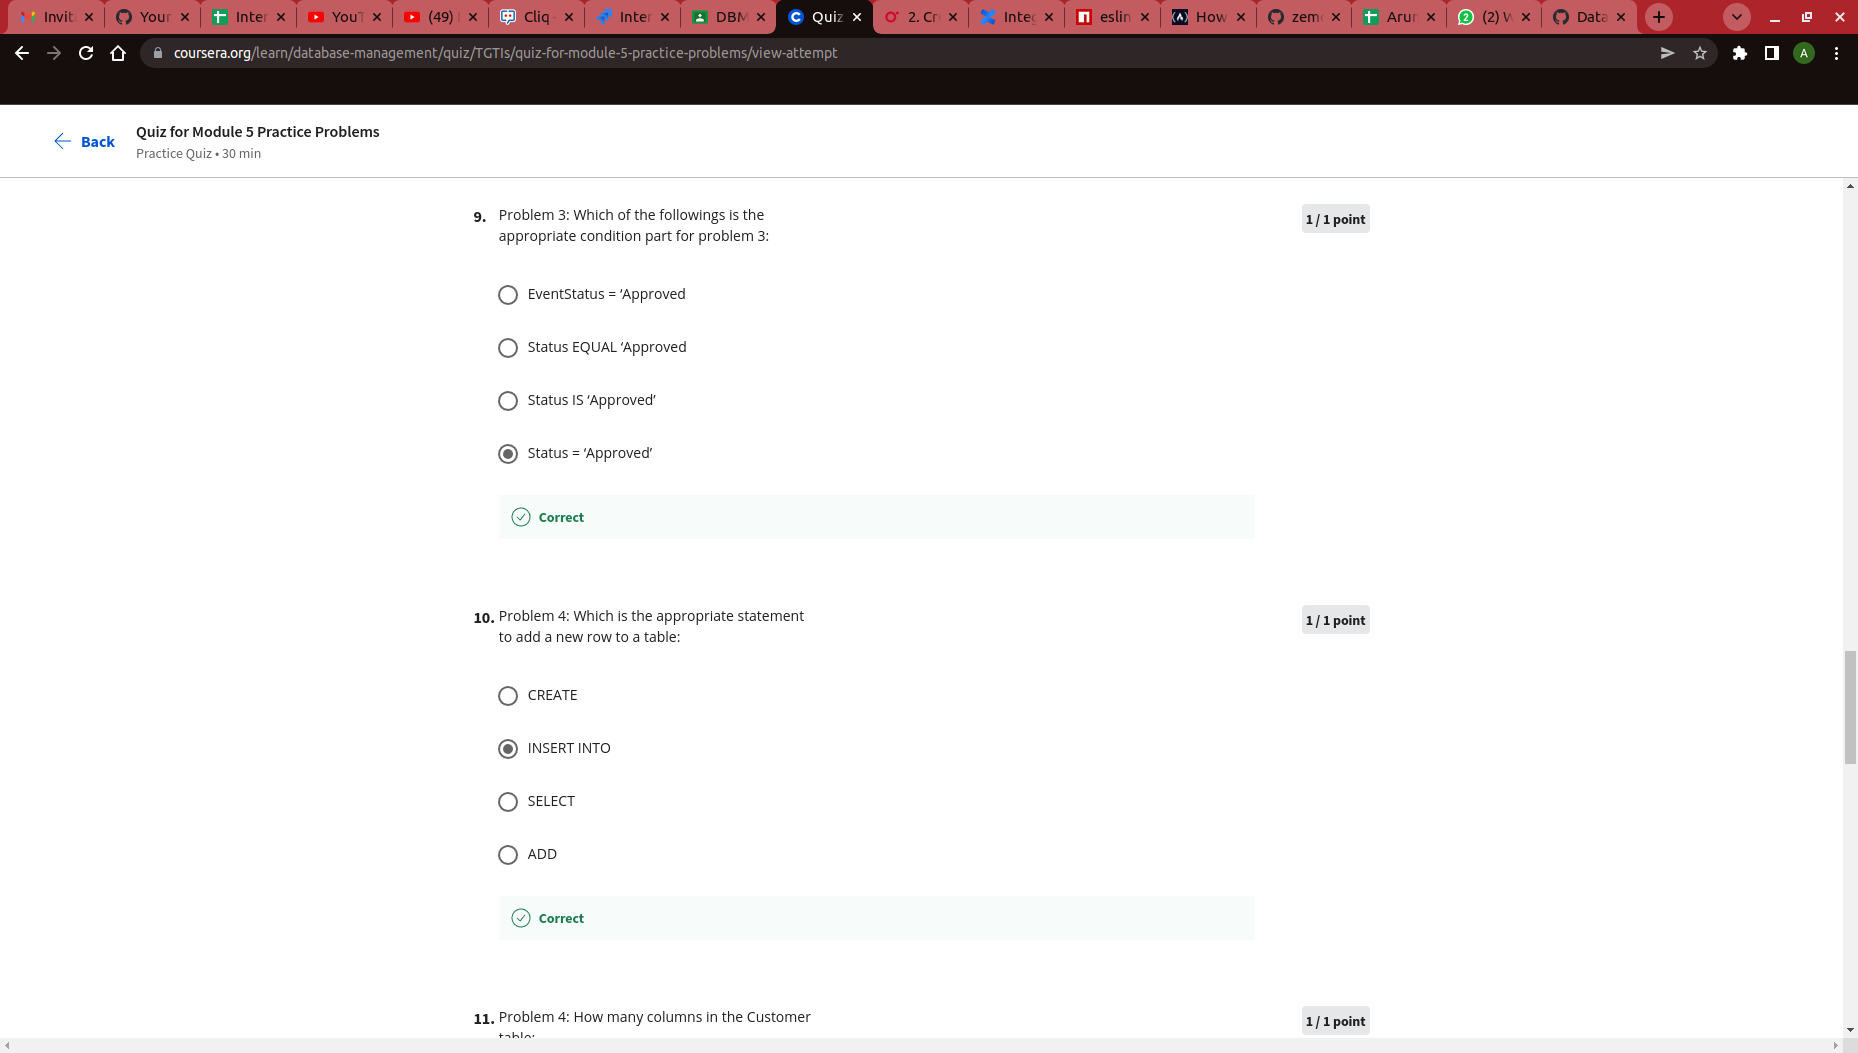 Invit
Your
Inter
YouT
(49)
Cliq
Inter
DBM
Quiz
2. Cr
Integ
eslin
How
zem
Arun
(2) W
Data
coursera.org/learn/database-management/quiz/TGTIs/quiz-for-module-5-practice-problems/view-attempt
A
Back
Quiz for Module 5 Practice Problems
Practice Quiz • 30 min
9. Problem 3: Which of the followings is the
appropriate condition part for problem 3:
1 / 1 point
EventStatus = ‘Approved
Status EQUAL ‘Approved
Status IS ‘Approved’
Status = ‘Approved’
Correct
10. Problem 4: Which is the appropriate statement
to add a new row to a table:
1 / 1 point
CREATE
INSERT INTO
SELECT
ADD
Correct
11. Problem 4: How many columns in the Customer
table:
1 / 1 point